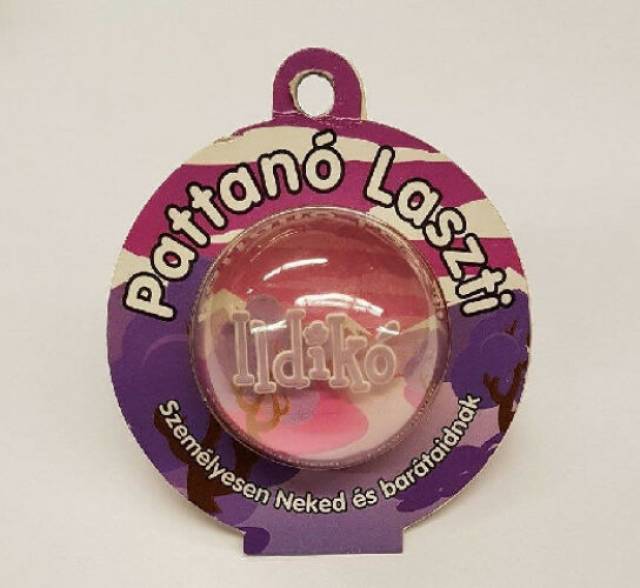 Pattanó Laszti
Ildikó
Személyesen Neked és barátaidnak